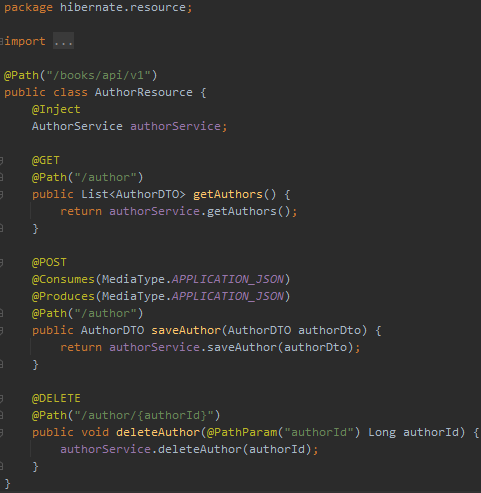 package hibernate.resource;
import ...
@Path("/books/api/v1")
public class AuthorResource {
@Inject
AuthorService authorService;
@GET
@Path("/author")
public List<AuthorDTO> getAuthors() {
return authorService.getAuthors();
}
@POST
@Consumes(MediaType.APPLICATION_JSON)
@Produces(MediaType.APPLICATION_JSON)
@Path("/author")
public AuthorDTO saveAuthor(AuthorDTO authorDto) {
return authorService.saveAuthor(authorDto);
}
@DELETE
@Path("/author/{authorId}")
public void deleteAuthor(@PathParam("authorId") Long authorId) {
authorService.deleteAuthor(authorId);
}
}